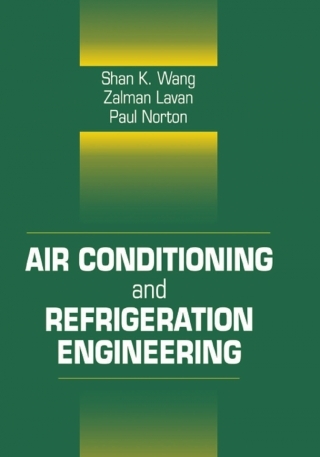 Shan K. Wang
Zalman Lavan
Paul Norton
AIR CONDITIONING
and
REFRIGERATION
ENGINEERING